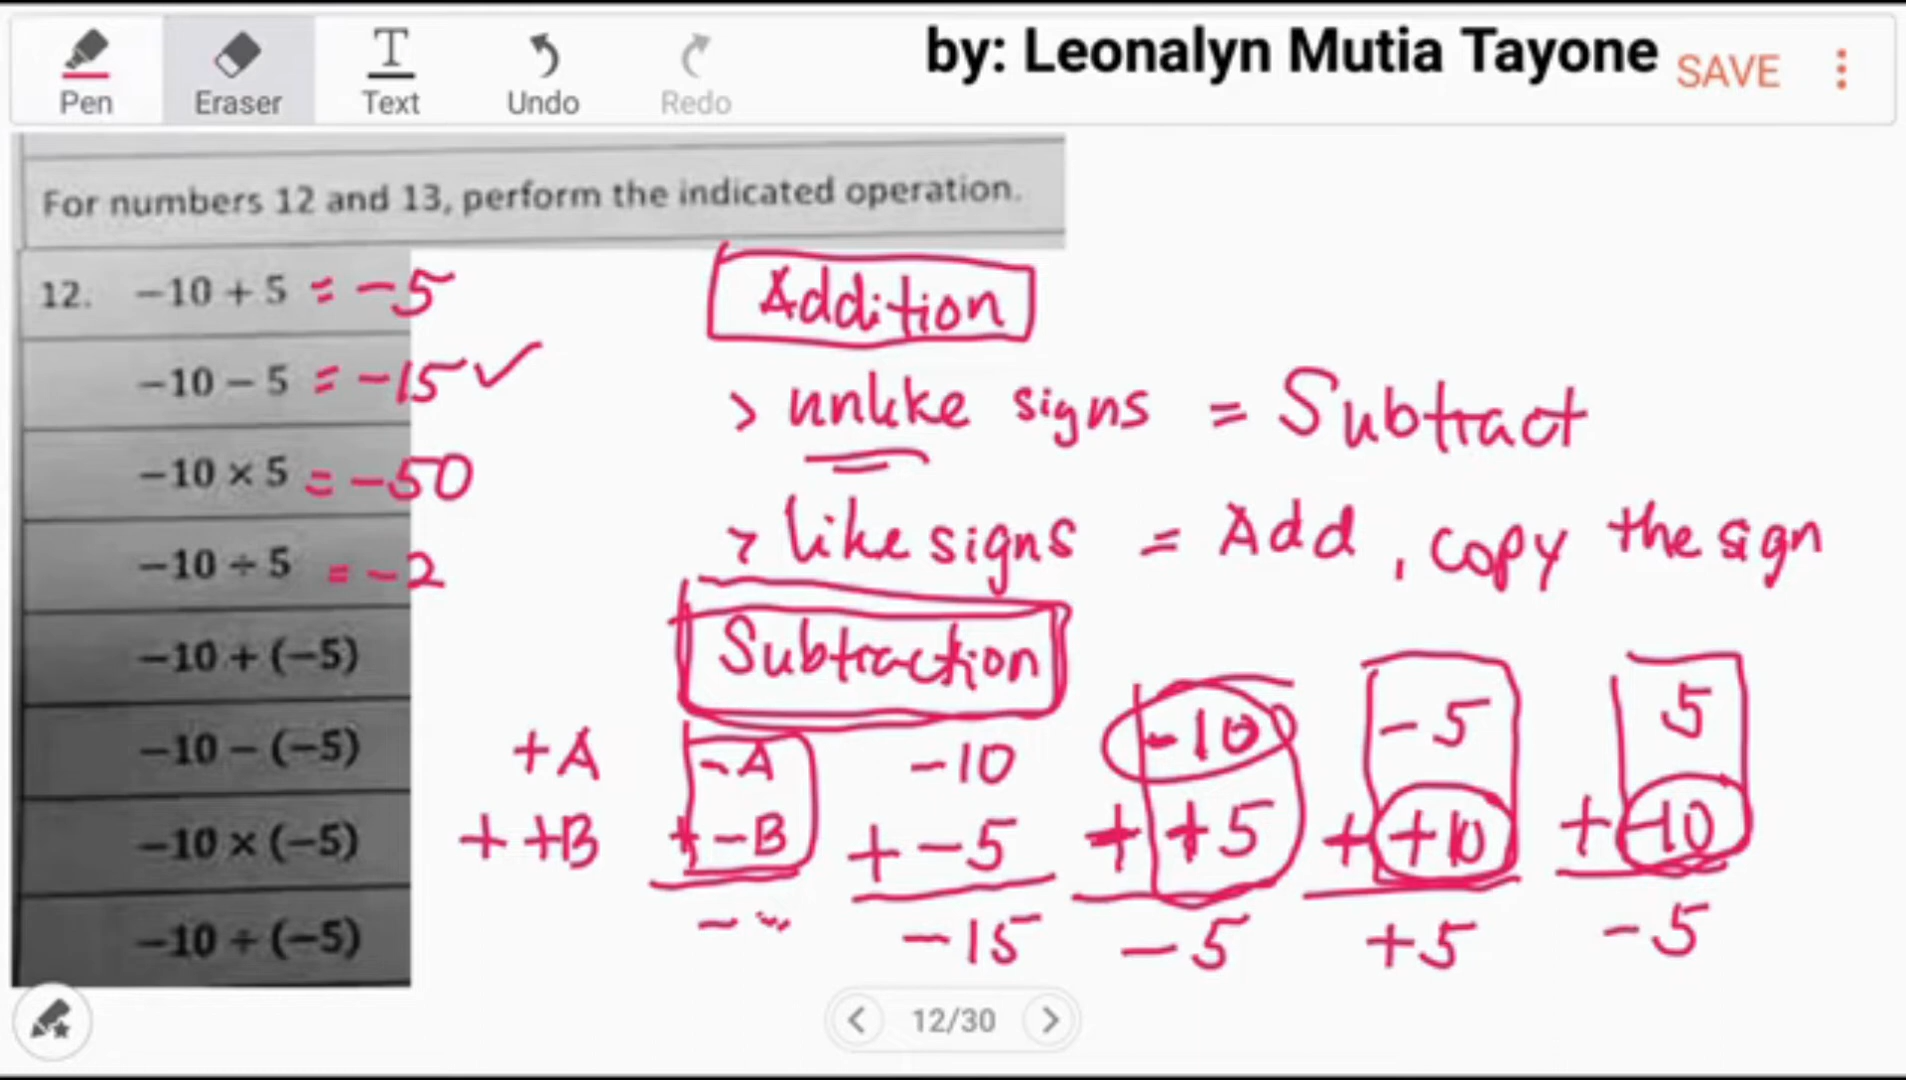 by: Leonalyn Mutia Tayone
Pen Eraser Text Undo Redo SAVE
For numbers 12 and 13, perform the indicated operation.
12. −10 + 5 = -5
−10 − 5 = -15 ✓
−10 × 5 = -50
−10 ÷ 5 = -2
−10 + (−5)
−10 − (−5)
−10 × (−5)
−10 ÷ (−5)
Addition
> unlike signs = Subtract
> like signs = Add, copy the sign
Subtraction
+A -A -10 -10 -5 5
+ +B + -B + -5 + +5 + +10 + -10
- -15 -5 +5 -5
12/30